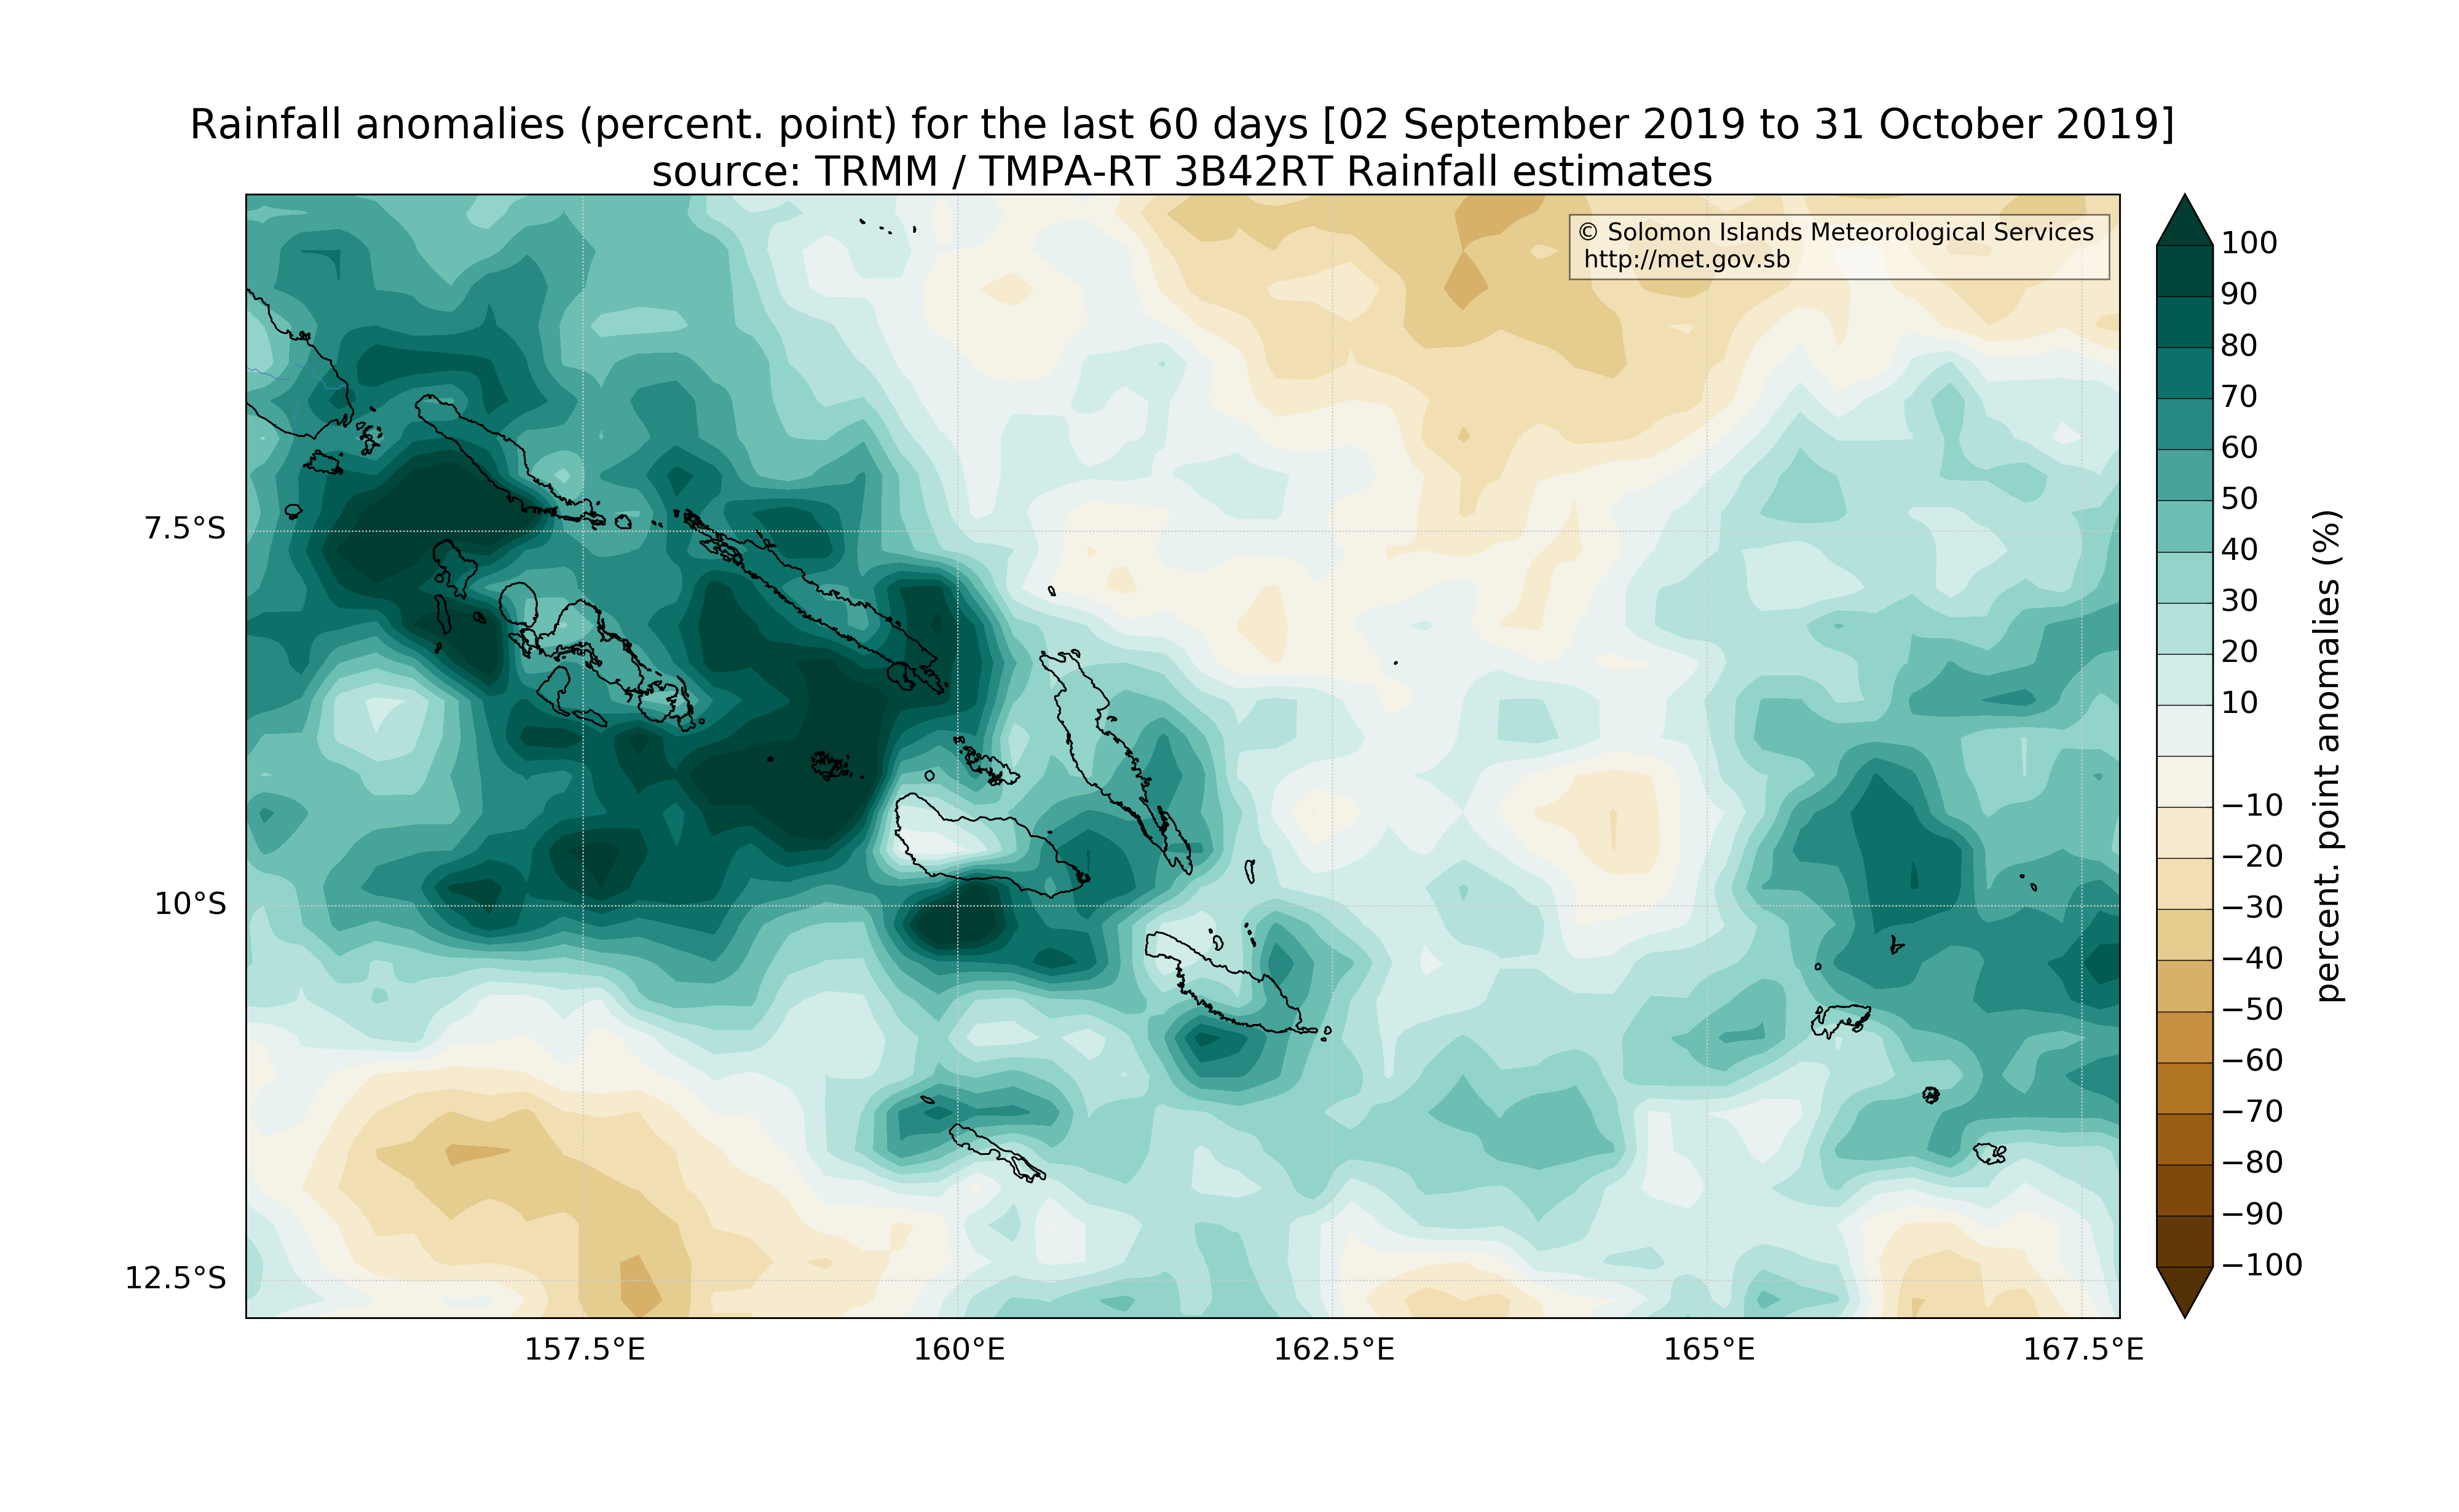 Rainfall anomalies (percent. point) for the last 60 days [02 September 2019 to 31 October 2019]
source: TRMM / TMPA-RT 3B42RT Rainfall estimates
© Solomon Islands Meteorological Services
http://met.gov.sb
7.5°S
10°S
12.5°S
157.5°E
160°E
162.5°E
165°E
167.5°E
100
90
80
70
60
50
40
30
20
10
−10
−20
−30
−40
−50
−60
−70
−80
−90
−100
percent. point anomalies (%)